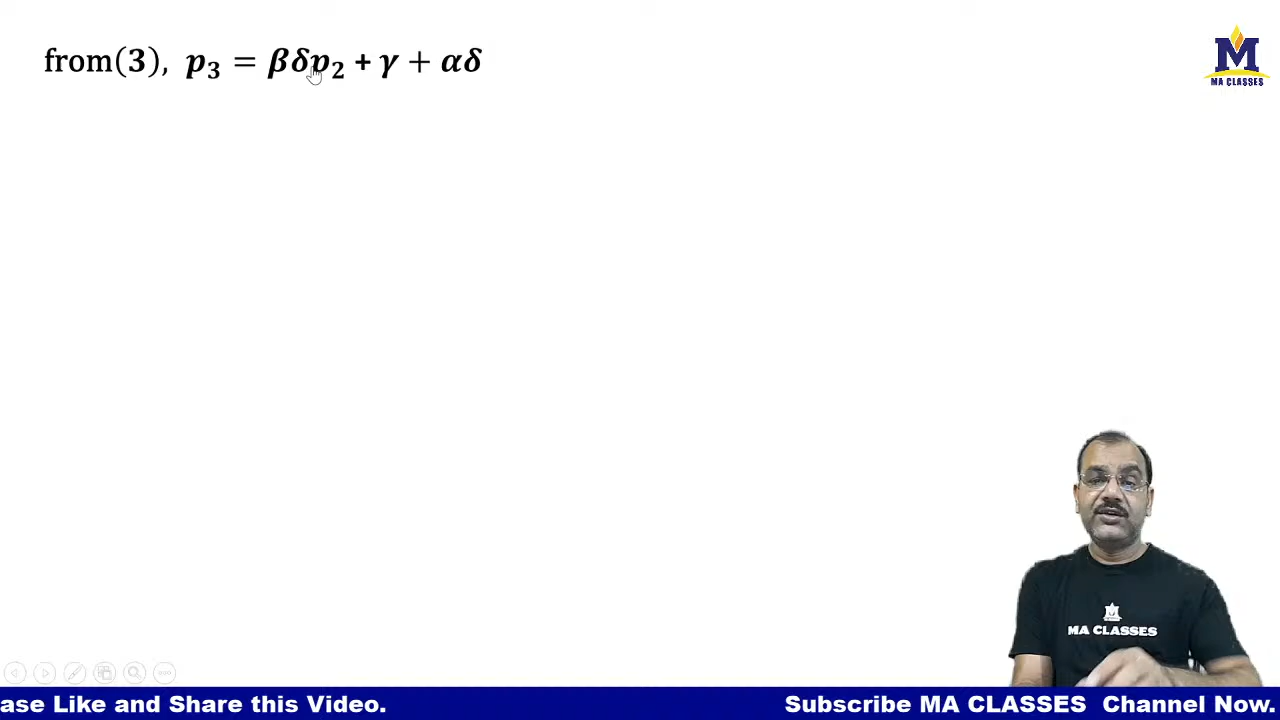 from(3), p₃ = βδp₂ + γ + αδ
M
MA CLASSES
MA CLASSES
ase Like and Share this Video.
Subscribe MA CLASSES Channel Now.